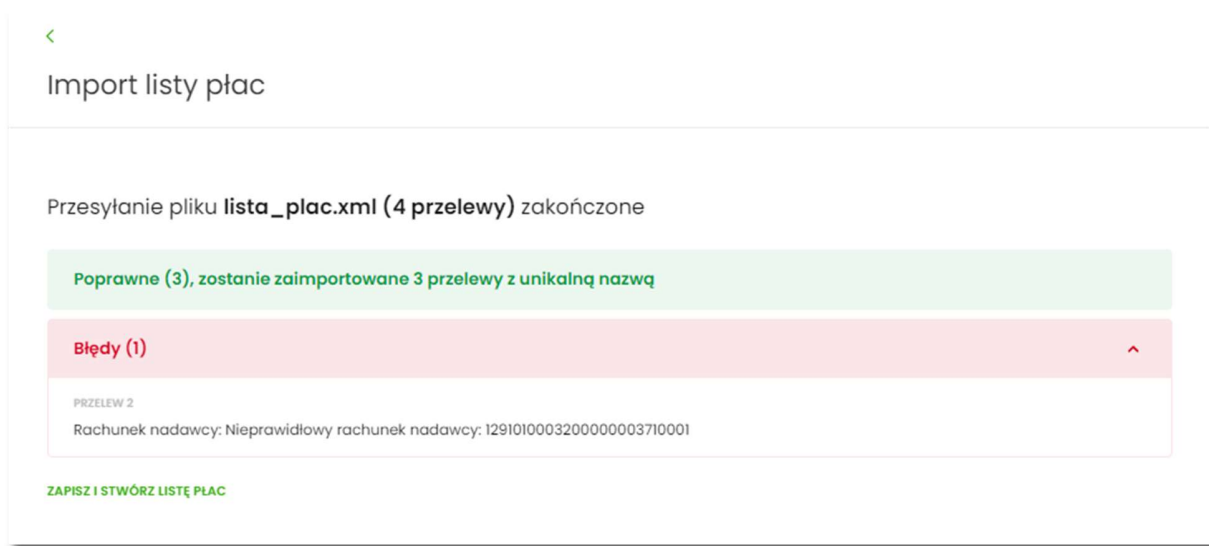 Import listy płac
Przesyłanie pliku lista_plac.xml (4 przelewy) zakończone
Poprawne (3), zostanie zaimportowane 3 przelewy z unikalną nazwą
Błędy (1)
PRZELEW 2
Rachunek nadawcy: Nieprawidłowy rachunek nadawcy: 12910100032000000003710001
ZAPISZ I STWÓRZ LISTĘ PŁAC